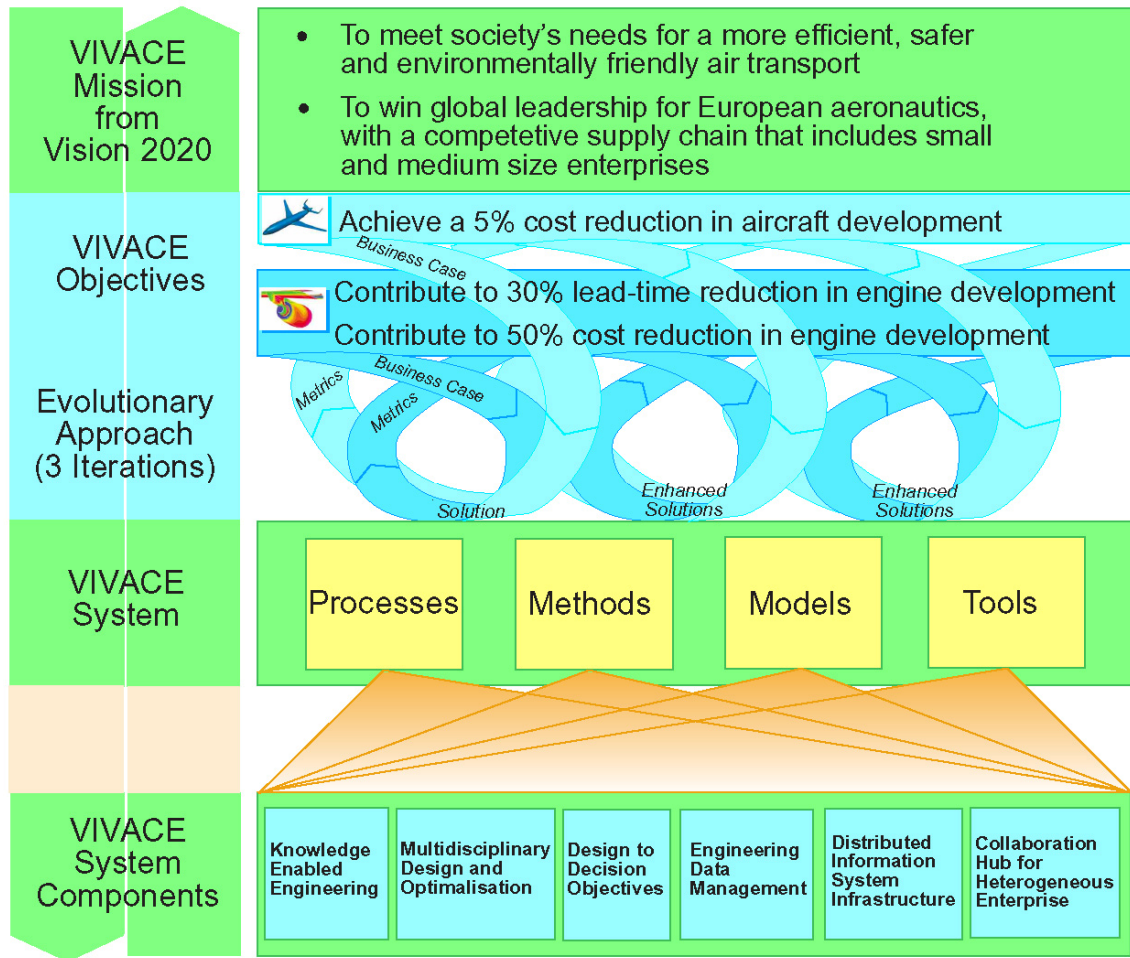 VIVACE
Mission
from
Vision 2020
• To meet society's needs for a more efficient, safer
and environmentally friendly air transport
• To win global leadership for European aeronautics,
with a competetive supply chain that includes small
and medium size enterprises
VIVACE
Objectives
Achieve a 5% cost reduction in aircraft development
Business Case
Contribute to 30% lead-time reduction in engine development
Contribute to 50% cost reduction in engine development
Evolutionary
Approach
(3 Iterations)
Metrics
Metrics
Business Case
Solution
Enhanced
Solutions
Enhanced
Solutions
VIVACE
System
Processes
Methods
Models
Tools
VIVACE
System
Components
Knowledge
Enabled
Engineering
Multidisciplinary
Design and
Optimalisation
Design to
Decision
Objectives
Engineering
Data
Management
Distributed
Information
System
Infrastructure
Collaboration
Hub for
Heterogeneous
Enterprise